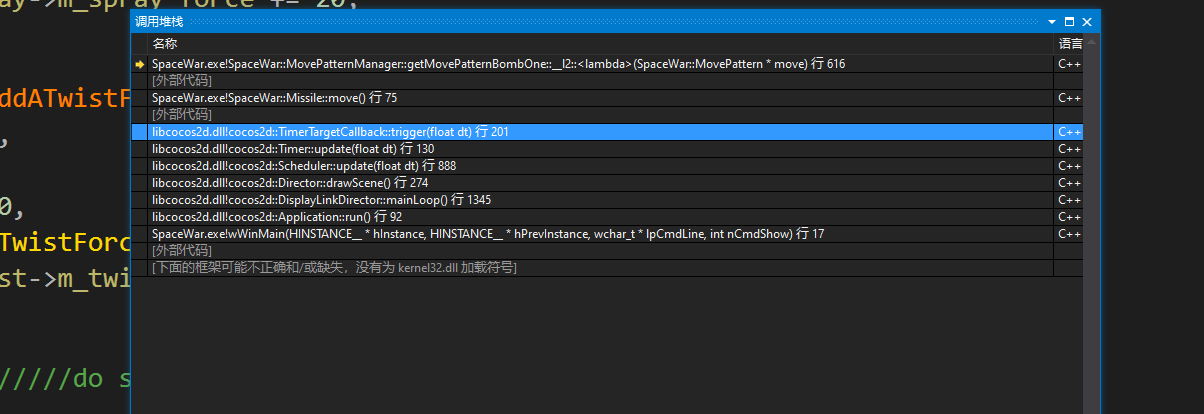 ay->m_spray_force += 20,
调用堆栈
名称 语言
SpaceWar.exe!SpaceWar::MovePatternManager::getMovePatternBombOne::__l2::<lambda>(SpaceWar::MovePattern * move) 行 616 C++
[外部代码]
SpaceWar.exe!SpaceWar::Missile::move() 行 75 C++
ddATwistF
[外部代码]
libcocos2d.dll!cocos2d::TimerTargetCallback::trigger(float dt) 行 201 C++
,
libcocos2d.dll!cocos2d::Timer::update(float dt) 行 130 C++
libcocos2d.dll!cocos2d::Scheduler::update(float dt) 行 888 C++
libcocos2d.dll!cocos2d::Director::drawScene() 行 274 C++
libcocos2d.dll!cocos2d::DisplayLinkDirector::mainLoop() 行 1345 C++
0,
libcocos2d.dll!cocos2d::Application::run() 行 92 C++
SpaceWar.exe!wWinMain(HINSTANCE__ * hInstance, HINSTANCE__ * hPrevInstance, wchar_t * lpCmdLine, int nCmdShow) 行 17 C++
TwistForc
[外部代码]
[下面的框架可能不正确和/或缺失，没有为 kernel32.dll 加载符号]
st->m_twi
/////do s